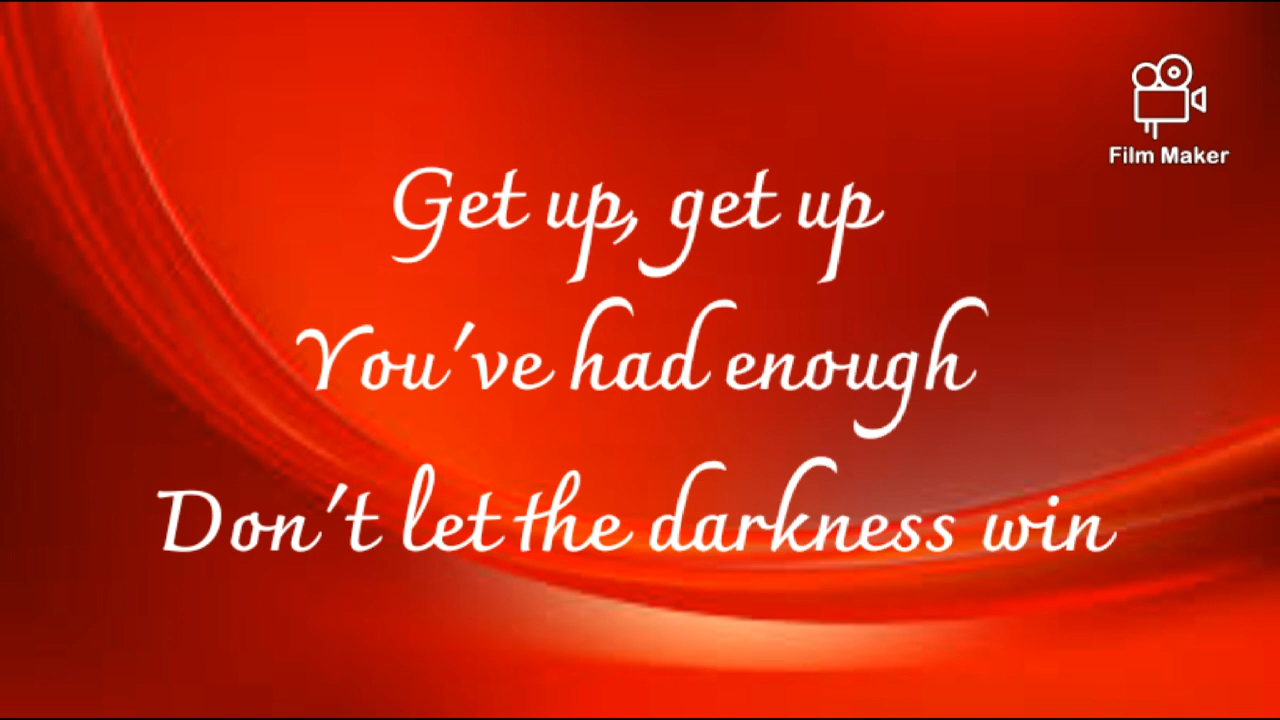 Film Maker
Get up, get up
You've had enough
Don't let the darkness win